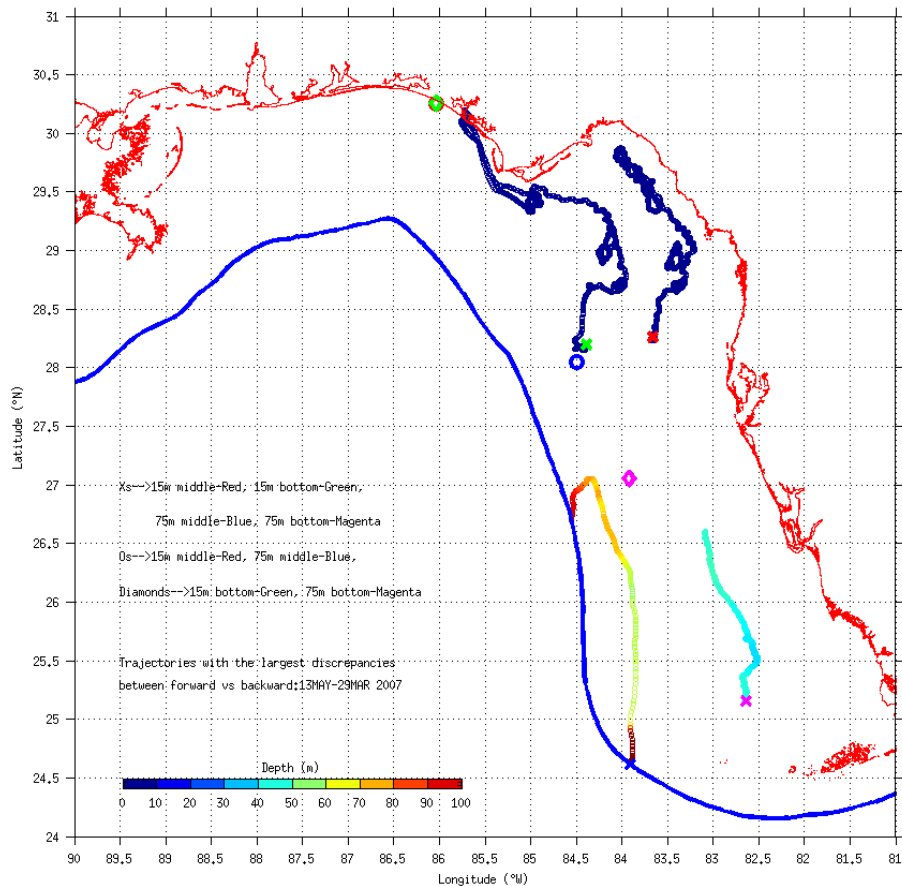 31
30.5
30
29.5
29
28.5
28
27.5
27
26.5
26
25.5
25
24.5
24
Latitude (°N)
Xs-->15m middle-Red, 15m bottom-Green,
75m middle-Blue, 75m bottom-Magenta
Os-->15m middle-Red, 75m middle-Blue,
Diamonds-->15m bottom-Green, 75m bottom-Magenta
Trajectories with the largest discrepancies
between forward vs backward:13MAY-29MAR 2007
Depth (m)
0 10 20 30 40 50 60 70 80 90 100
90 89.5 89 88.5 88 87.5 87 86.5 86 85.5 85 84.5 84 83.5 83 82.5 82 81.5 81
Longitude (°W)